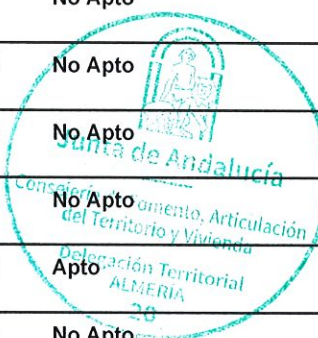 No Apto
No Apto
No Apto
Junta de Andalucía
Consejería de Fomento, Articulación
No Apto
del Territorio y Vivienda
Delegación Territorial
Apto
ALMERÍA
20
No Apto